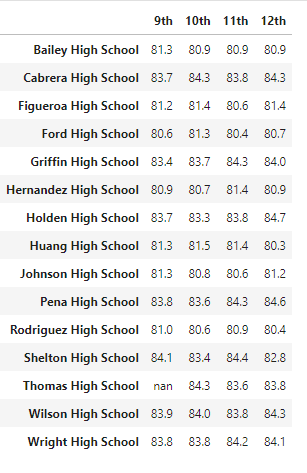 9th 10th 11th 12th
Bailey High School 81.3 80.9 80.9 80.9
Cabrera High School 83.7 84.3 83.8 84.3
Figueroa High School 81.2 81.4 80.6 81.4
Ford High School 80.6 81.3 80.4 80.7
Griffin High School 83.4 83.7 84.3 84.0
Hernandez High School 80.9 80.7 81.4 80.9
Holden High School 83.7 83.3 83.8 84.7
Huang High School 81.3 81.5 81.4 80.3
Johnson High School 81.3 80.8 80.6 81.2
Pena High School 83.8 83.6 84.3 84.6
Rodriguez High School 81.0 80.6 80.9 80.4
Shelton High School 84.1 83.4 84.4 82.8
Thomas High School nan 84.3 83.6 83.8
Wilson High School 83.9 84.0 83.8 84.3
Wright High School 83.8 83.8 84.2 84.1